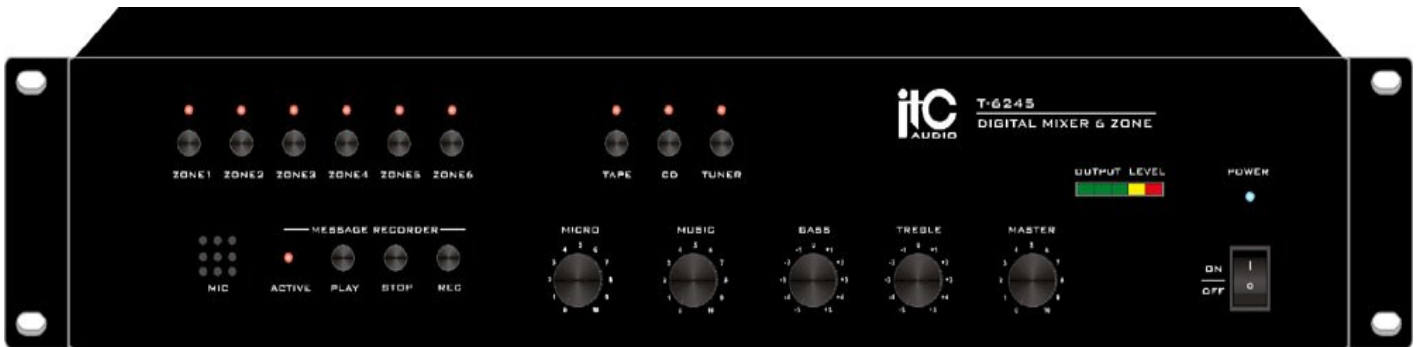 itC
AUDIO
T-6245
DIGITAL MIXER & ZONE
ZONE1 ZONE2 ZONE3 ZONE4 ZONE5 ZONE6
TAPE CD TUNER
OUTPUT LEVEL
POWER
MESSAGE RECORDER
MIC ACTIVE PLAY STOP REC
MICRO MUSIC BASS TREBLE MASTER
ON
OFF
I
O